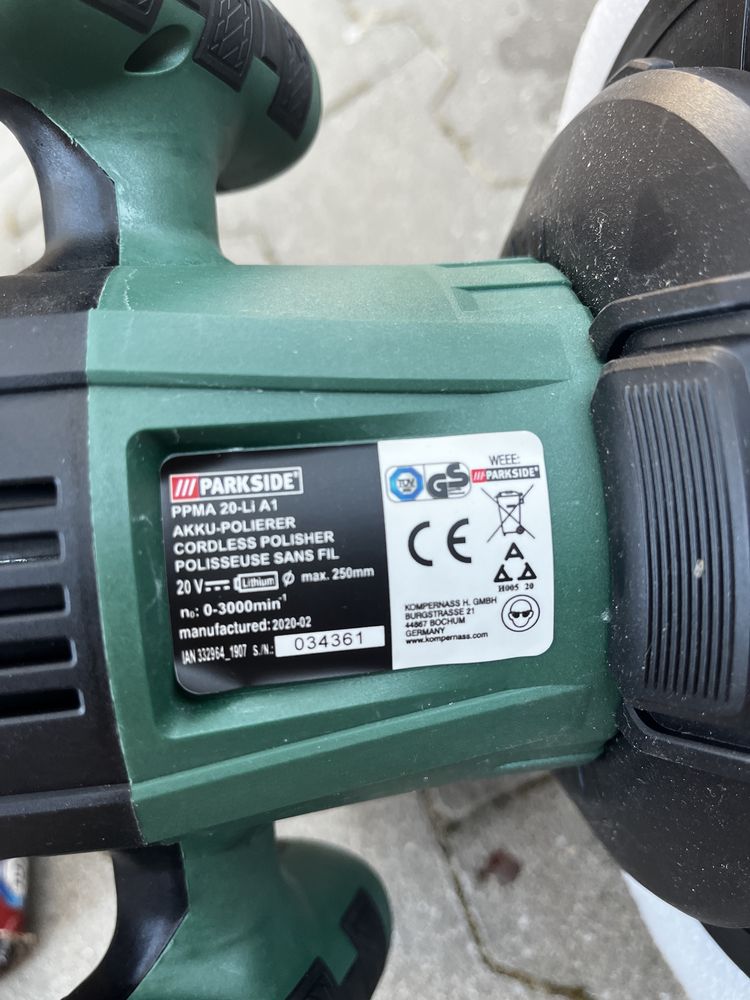 PARKSIDE®
PPMA 20-Li A1
AKKU-POLIERER
CORDLESS POLISHER
POLISSEUSE SANS FIL
20 V⎓ Lithium ⌀ max. 250mm
n₀: 0-3000min⁻¹
manufactured: 2020-02
IAN 332964_1907 S/N.: 034361
TÜV GS
WEEE:
PARKSIDE®
CE
H005 20
KOMPERNASS H. GMBH
BURGSTRASSE 21
44867 BOCHUM
GERMANY
www.kompernass.com